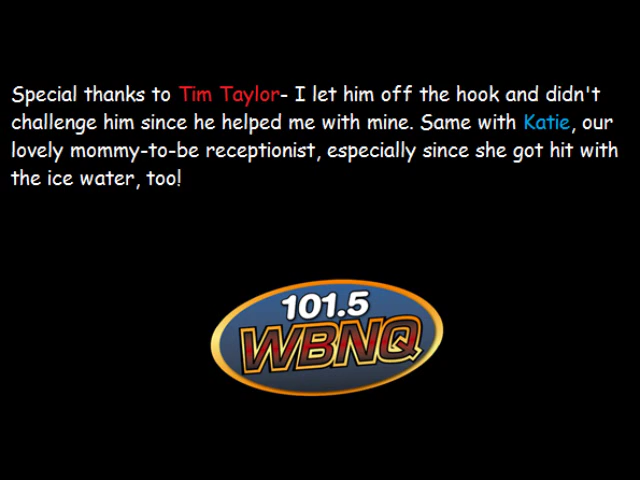 Special thanks to Tim Taylor- I let him off the hook and didn't
challenge him since he helped me with mine. Same with Katie, our
lovely mommy-to-be receptionist, especially since she got hit with
the ice water, too!
101.5
WBNQ